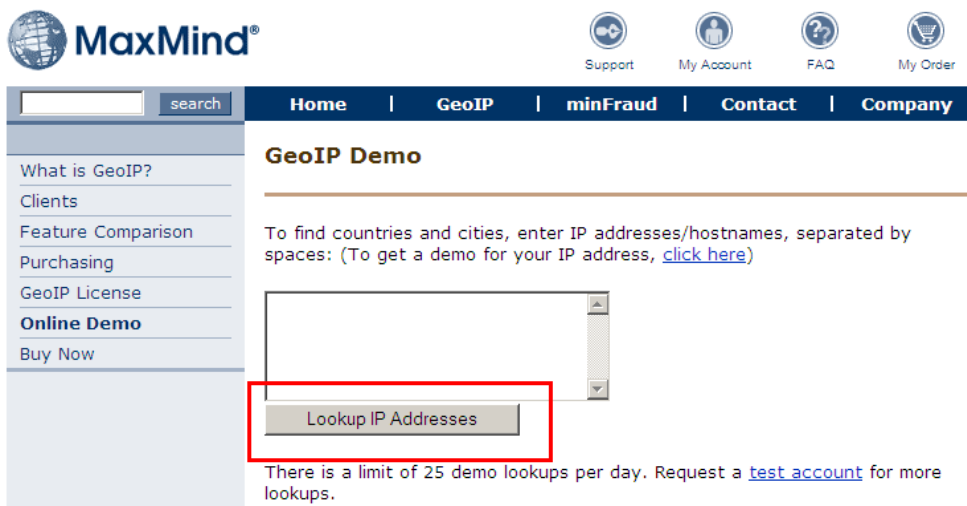 MaxMind®
Support
My Account
FAQ
My Order
search
Home | GeoIP | minFraud | Contact | Company
What is GeoIP?
Clients
Feature Comparison
Purchasing
GeoIP License
Online Demo
Buy Now
GeoIP Demo
To find countries and cities, enter IP addresses/hostnames, separated by
spaces: (To get a demo for your IP address, click here)
Lookup IP Addresses
There is a limit of 25 demo lookups per day. Request a test account for more
lookups.